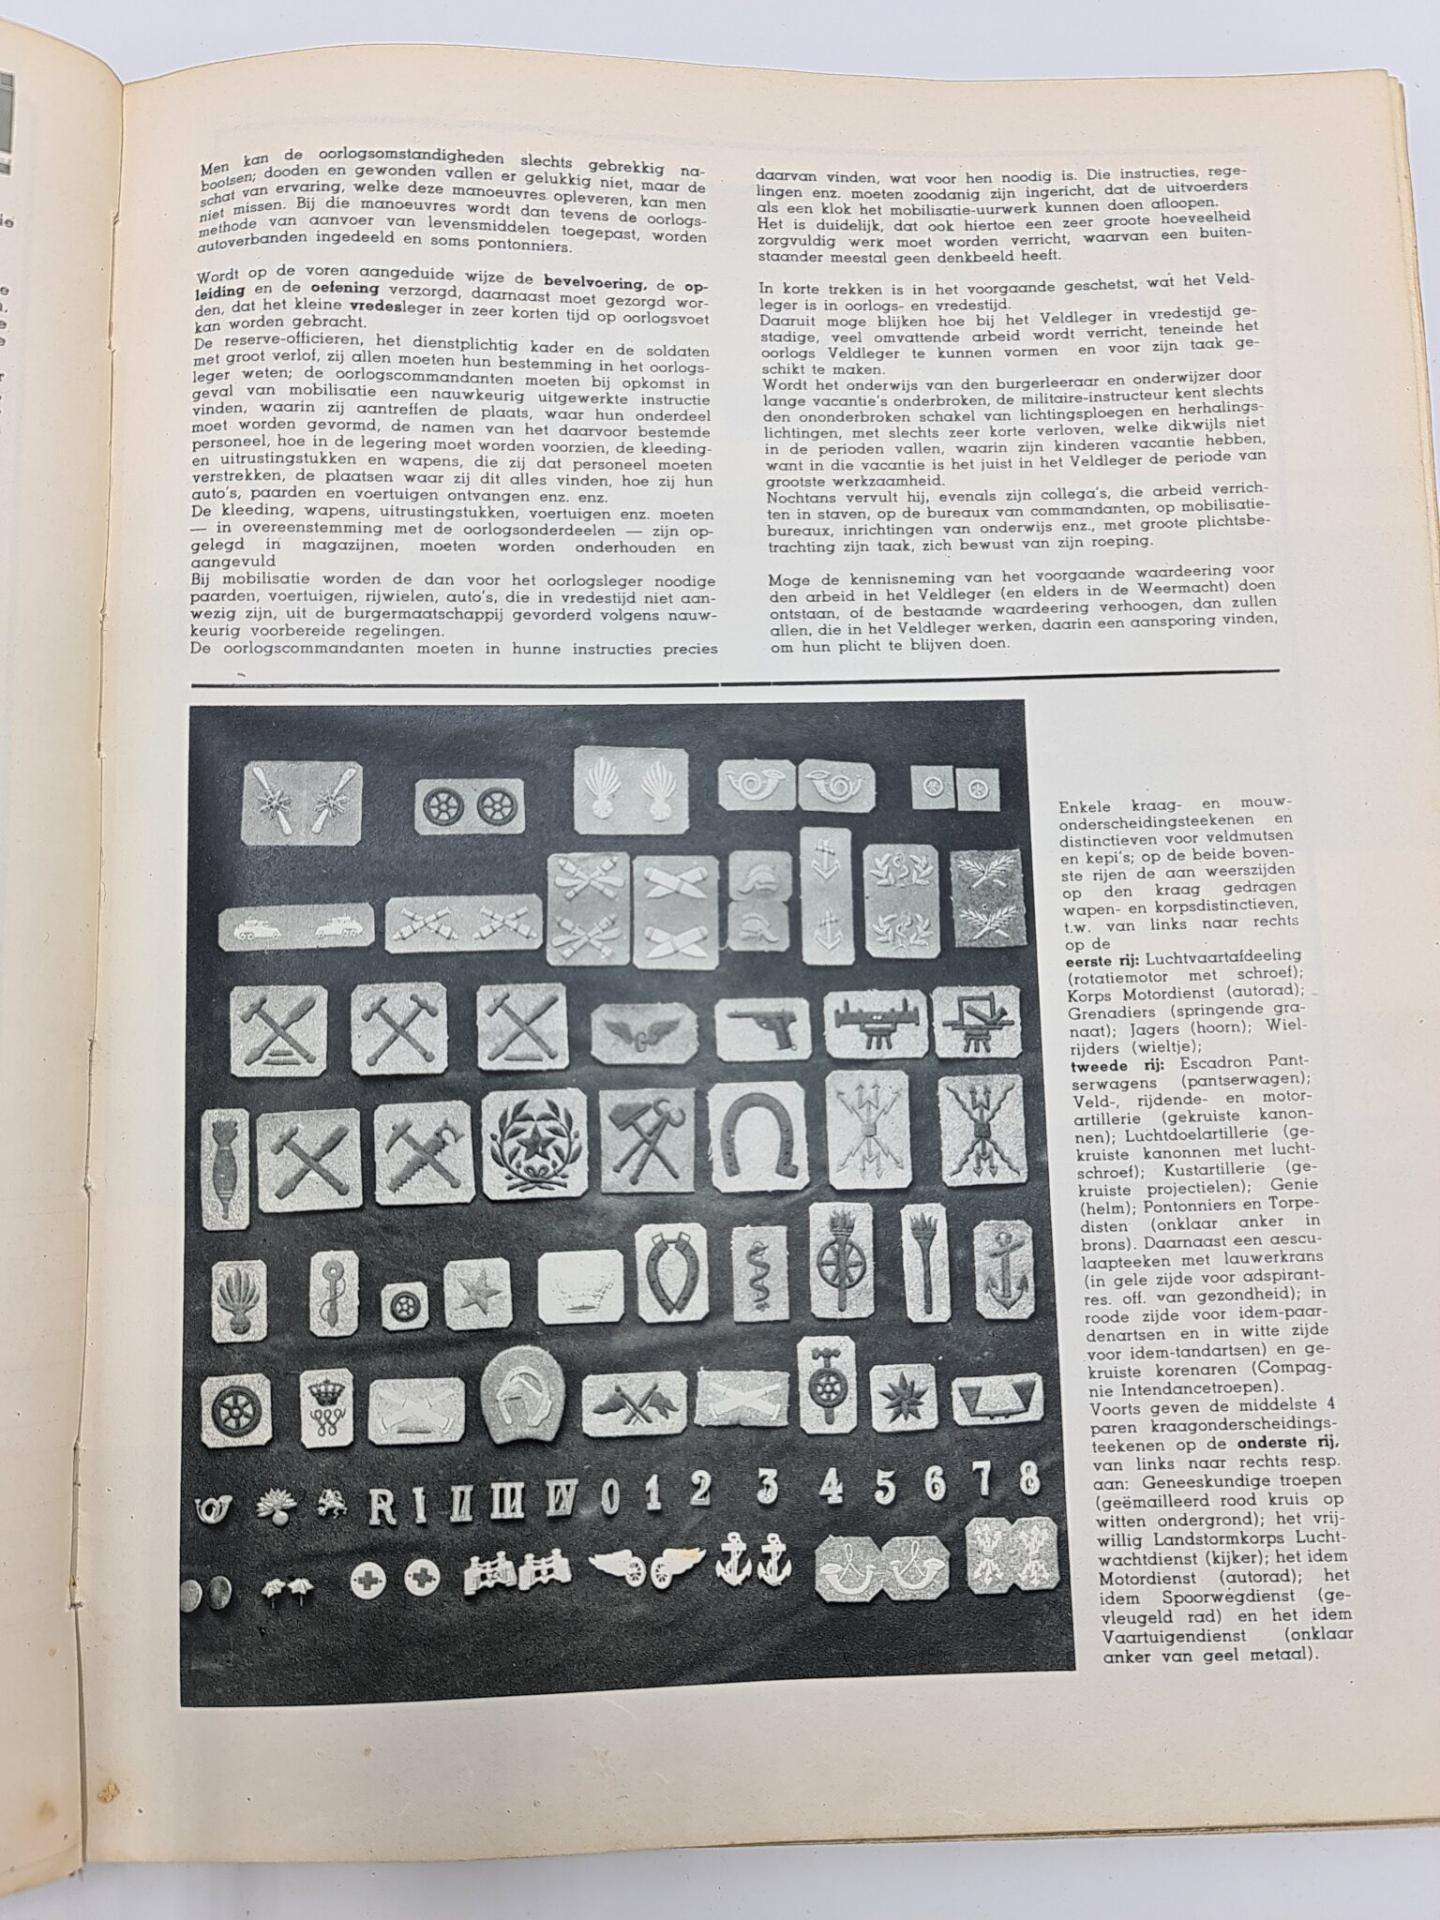 Men kan de oorlogsomstandigheden slechts gebrekkig na-
bootsen; dooden en gewonden vallen er gelukkig niet, maar de
schat van ervaring, welke deze manoeuvres opleveren, kan men
niet missen. Bij die manoeuvres wordt dan tevens de oorlogs-
methode van aanvoer van levensmiddelen toegepast, worden
autoverbanden ingedeeld en soms pontonniers.
Wordt op de voren aangeduide wijze de bevelvoering, de op-
leiding en de oefening verzorgd, daarnaast moet gezorgd wor-
den, dat het kleine vredesleger in zeer korten tijd op oorlogsvoet
kan worden gebracht.
De reserve-officieren, het dienstplichtig kader en de soldaten
met groot verlof, zij allen moeten hun bestemming in het oorlogs-
leger weten; de oorlogscommandanten moeten bij opkomst in
geval van mobilisatie een nauwkeurig uitgewerkte instructie
vinden, waarin zij aantreffen de plaats, waar hun onderdeel
moet worden gevormd, de namen van het daarvoor bestemde
personeel, hoe in de legering moet worden voorzien, de kleeding-
en uitrustingstukken en wapens, die zij dat personeel moeten
verstrekken, de plaatsen waar zij dit alles vinden, hoe zij hun
auto's, paarden en voertuigen ontvangen enz. enz.
De kleeding, wapens, uitrustingstukken, voertuigen enz. moeten
— in overeenstemming met de oorlogsonderdeelen — zijn op-
gelegd in magazijnen, moeten worden onderhouden en
aangevuld
Bij mobilisatie worden de dan voor het oorlogsleger noodige
paarden, voertuigen, rijwielen, auto's, die in vredestijd niet aan-
wezig zijn, uit de burgermaatschappij gevorderd volgens nauw-
keurig voorbereide regelingen.
De oorlogscommandanten moeten in hunne instructies precies
daarvan vinden, wat voor hen noodig is. Die instructies, rege-
lingen enz. moeten zoodanig zijn ingericht, dat de uitvoerders
als een klok het mobilisatie-uurwerk kunnen doen afloopen.
Het is duidelijk, dat ook hiertoe een zeer groote hoeveelheid
zorgvuldig werk moet worden verricht, waarvan een buiten-
staander meestal geen denkbeeld heeft.
In korte trekken is in het voorgaande geschetst, wat het Veld-
leger is in oorlogs- en vredestijd.
Daaruit moge blijken hoe bij het Veldleger in vredestijd ge-
stadige, veel omvattende arbeid wordt verricht, teneinde het
oorlogs Veldleger te kunnen vormen en voor zijn taak ge-
schikt te maken.
Wordt het onderwijs van den burgerleeraar en onderwijzer door
lange vacantie's onderbroken, de militaire-instructeur kent slechts
den ononderbroken schakel van lichtingsploegen en herhalings-
lichtingen, met slechts zeer korte verloven, welke dikwijls niet
in de perioden vallen, waarin zijn kinderen vacantie hebben,
want in die vacantie is het juist in het Veldleger de periode van
grootste werkzaamheid.
Nochtans vervult hij, evenals zijn collega's, die arbeid verrich-
ten in staven, op de bureaux van commandanten, op mobilisatie-
bureaux, inrichtingen van onderwijs enz., met groote plichtsbe-
trachting zijn taak, zich bewust van zijn roeping.
Moge de kennisneming van het voorgaande waardeering voor
den arbeid in het Veldleger (en elders in de Weermacht) doen
ontstaan, of de bestaande waardeering verhoogen, dan zullen
allen, die in het Veldleger werken, daarin een aansporing vinden,
om hun plicht te blijven doen.
Enkele kraag- en mouw-
onderscheidingsteekenen en
distinctieven voor veldmutsen
en kepi's; op de beide boven-
ste rijen de aan weerszijden
op den kraag gedragen
wapen- en korpsdistinctieven,
t.w. van links naar rechts
op de
eerste rij: Luchtvaartafdeeling
(rotatiemotor met schroef);
Korps Motordienst (autorad);
Grenadiers (springende gra-
naat); Jagers (hoorn); Wiel-
rijders (wieltje);
tweede rij: Escadron Pant-
serwagens (pantserwagen);
Veld-, rijdende- en motor-
artillerie (gekruiste kanon-
nen); Luchtdoelartillerie (ge-
kruiste kanonnen met lucht-
schroef); Kustartillerie (ge-
kruiste projectielen); Genie
(helm); Pontonniers en Torpe-
disten (onklaar anker in
brons). Daarnaast een aescu-
laapteeken met lauwerkrans
(in gele zijde voor adspirant-
res. off. van gezondheid); in
roode zijde voor idem-paar-
denartsen en in witte zijde
voor idem-tandartsen) en ge-
kruiste korenaren (Compag-
nie Intendancetroepen).
Voorts geven de middelste 4
paren kraagonderscheidings-
teekenen op de onderste rij,
van links naar rechts resp.
aan: Geneeskundige troepen
(geëmailleerd rood kruis op
witten ondergrond); het vrij-
willig Landstormkorps Lucht-
wachtdienst (kijker); het idem
Motordienst (autorad); het
idem Spoorwegdienst (ge-
vleugeld rad) en het idem
Vaartuigendienst (onklaar
anker van geel metaal).
G
R I II III IV 0 1 2 3 4 5 6 7 8